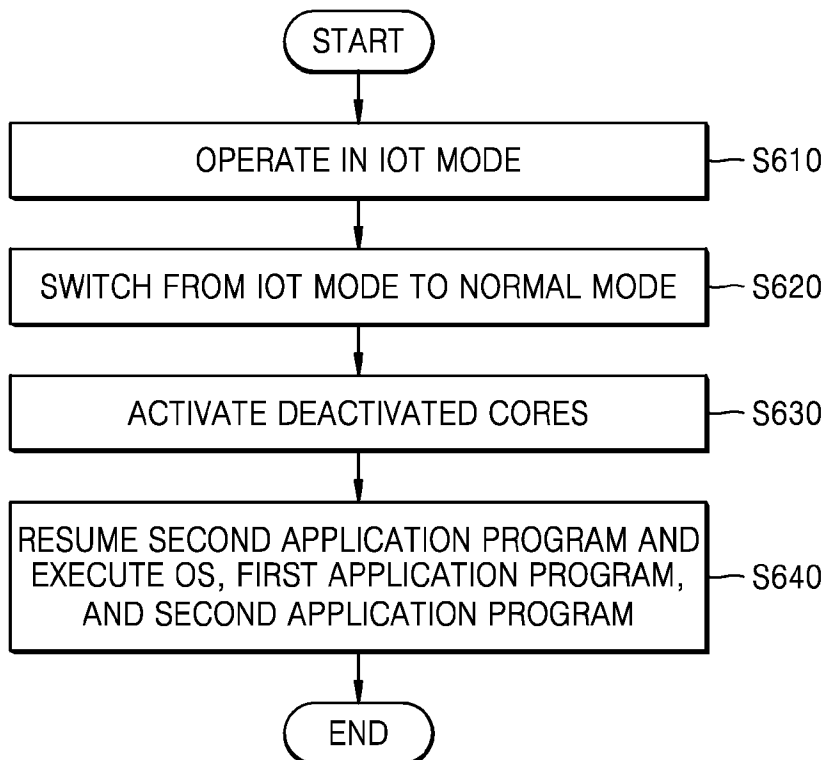 START
OPERATE IN IOT MODE
S610
SWITCH FROM IOT MODE TO NORMAL MODE
S620
ACTIVATE DEACTIVATED CORES
S630
RESUME SECOND APPLICATION PROGRAM AND
EXECUTE OS, FIRST APPLICATION PROGRAM,
AND SECOND APPLICATION PROGRAM
S640
END